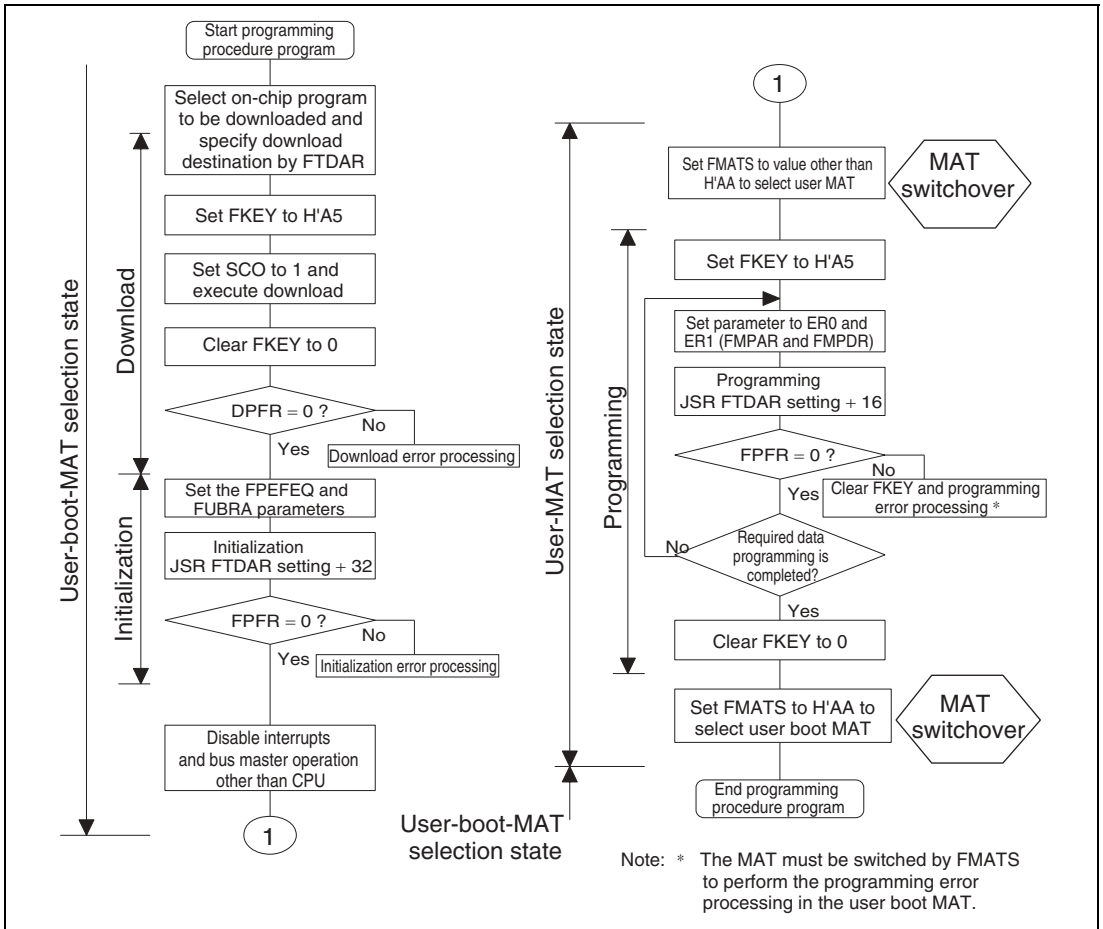 Start programming
procedure program
Select on-chip program
to be downloaded and
specify download
destination by FTDAR
Set FKEY to H'A5
Set SCO to 1 and
execute download
Clear FKEY to 0
DPFR = 0 ?
No
Yes
Download error processing
Set the FPEFEQ and
FUBRA parameters
Initialization
JSR FTDAR setting + 32
FPFR = 0 ?
No
Yes
Initialization error processing
Disable interrupts
and bus master operation
other than CPU
1
User-boot-MAT selection state
Download
Initialization
1
Set FMATS to value other than
H'AA to select user MAT
MAT
switchover
Set FKEY to H'A5
Set parameter to ER0 and
ER1 (FMPAR and FMPDR)
Programming
JSR FTDAR setting + 16
FPFR = 0 ?
No
Yes
Clear FKEY and programming
error processing *
Required data
programming is
completed?
No
Yes
Clear FKEY to 0
Set FMATS to H'AA to
select user boot MAT
MAT
switchover
End programming
procedure program
User-MAT selection state
Programming
User-boot-MAT
selection state
Note: * The MAT must be switched by FMATS
to perform the programming error
processing in the user boot MAT.